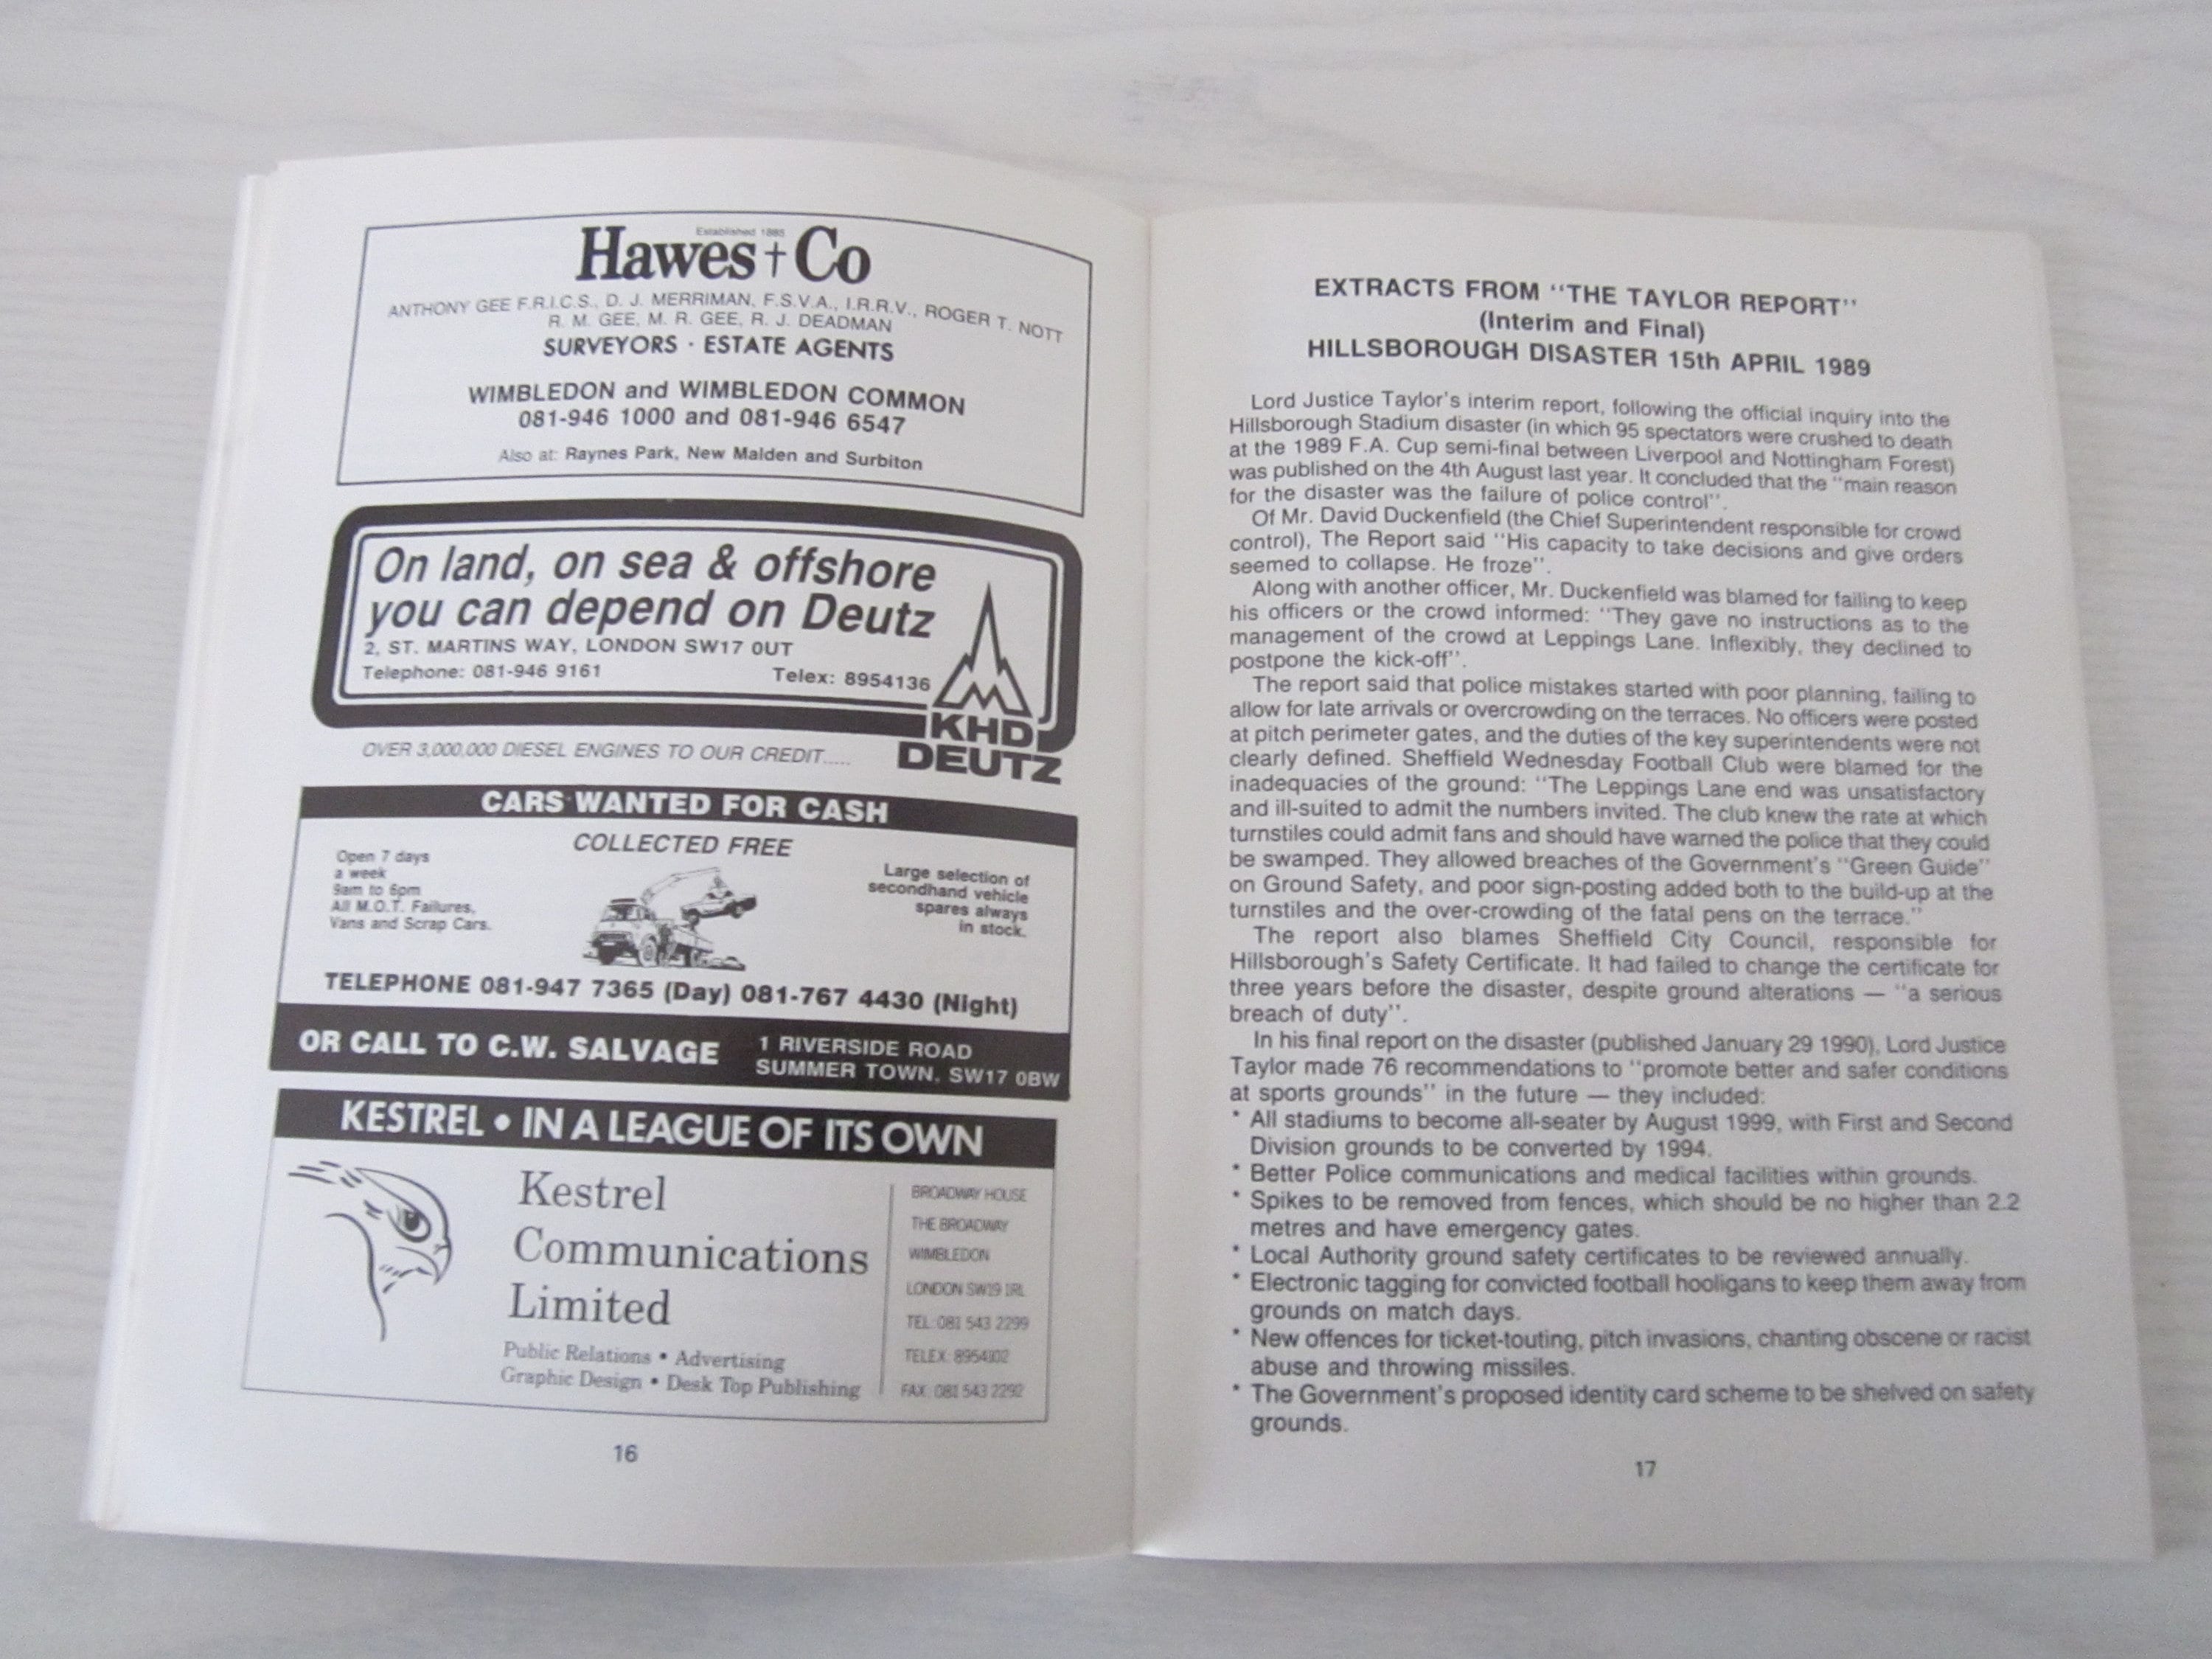 Established 1885
Hawes + Co
ANTHONY GEE F.R.I.C.S., D. J. MERRIMAN, F.S.V.A., I.R.R.V., ROGER T. NOTT
R. M. GEE, M. R. GEE, R. J. DEADMAN
SURVEYORS · ESTATE AGENTS
WIMBLEDON and WIMBLEDON COMMON
081-946 1000 and 081-946 6547
Also at: Raynes Park, New Malden and Surbiton
On land, on sea & offshore
you can depend on Deutz
2, ST. MARTINS WAY, LONDON SW17 0UT
Telephone: 081-946 9161 Telex: 8954136
KHD
DEUTZ
OVER 3,000,000 DIESEL ENGINES TO OUR CREDIT.....
CARS WANTED FOR CASH
COLLECTED FREE
Open 7 days
a week
9am to 6pm
All M.O.T. Failures,
Vans and Scrap Cars.
Large selection of
secondhand vehicle
spares always
in stock.
TELEPHONE 081-947 7365 (Day) 081-767 4430 (Night)
OR CALL TO C.W. SALVAGE
1 RIVERSIDE ROAD
SUMMER TOWN, SW17 0BW
KESTREL • IN A LEAGUE OF ITS OWN
Kestrel
Communications
Limited
Public Relations • Advertising
Graphic Design • Desk Top Publishing
BROADWAY HOUSE
THE BROADWAY
WIMBLEDON
LONDON SW19 1RL
TEL: 081 543 2299
TELEX: 8954102
FAX: 081 543 2292
16
EXTRACTS FROM "THE TAYLOR REPORT"
(Interim and Final)
HILLSBOROUGH DISASTER 15th APRIL 1989
Lord Justice Taylor's interim report, following the official inquiry into the
Hillsborough Stadium disaster (in which 95 spectators were crushed to death
at the 1989 F.A. Cup semi-final between Liverpool and Nottingham Forest)
was published on the 4th August last year. It concluded that the "main reason
for the disaster was the failure of police control".
Of Mr. David Duckenfield (the Chief Superintendent responsible for crowd
control), The Report said "His capacity to take decisions and give orders
seemed to collapse. He froze".
Along with another officer, Mr. Duckenfield was blamed for failing to keep
his officers or the crowd informed: "They gave no instructions as to the
management of the crowd at Leppings Lane. Inflexibly, they declined to
postpone the kick-off".
The report said that police mistakes started with poor planning, failing to
allow for late arrivals or overcrowding on the terraces. No officers were posted
at pitch perimeter gates, and the duties of the key superintendents were not
clearly defined. Sheffield Wednesday Football Club were blamed for the
inadequacies of the ground: "The Leppings Lane end was unsatisfactory
and ill-suited to admit the numbers invited. The club knew the rate at which
turnstiles could admit fans and should have warned the police that they could
be swamped. They allowed breaches of the Government's "Green Guide"
on Ground Safety, and poor sign-posting added both to the build-up at the
turnstiles and the over-crowding of the fatal pens on the terrace."
The report also blames Sheffield City Council, responsible for
Hillsborough's Safety Certificate. It had failed to change the certificate for
three years before the disaster, despite ground alterations — "a serious
breach of duty".
In his final report on the disaster (published January 29 1990), Lord Justice
Taylor made 76 recommendations to "promote better and safer conditions
at sports grounds" in the future — they included:
* All stadiums to become all-seater by August 1999, with First and Second
Division grounds to be converted by 1994.
* Better Police communications and medical facilities within grounds.
* Spikes to be removed from fences, which should be no higher than 2.2
metres and have emergency gates.
* Local Authority ground safety certificates to be reviewed annually.
* Electronic tagging for convicted football hooligans to keep them away from
grounds on match days.
* New offences for ticket-touting, pitch invasions, chanting obscene or racist
abuse and throwing missiles.
* The Government's proposed identity card scheme to be shelved on safety
grounds.
17